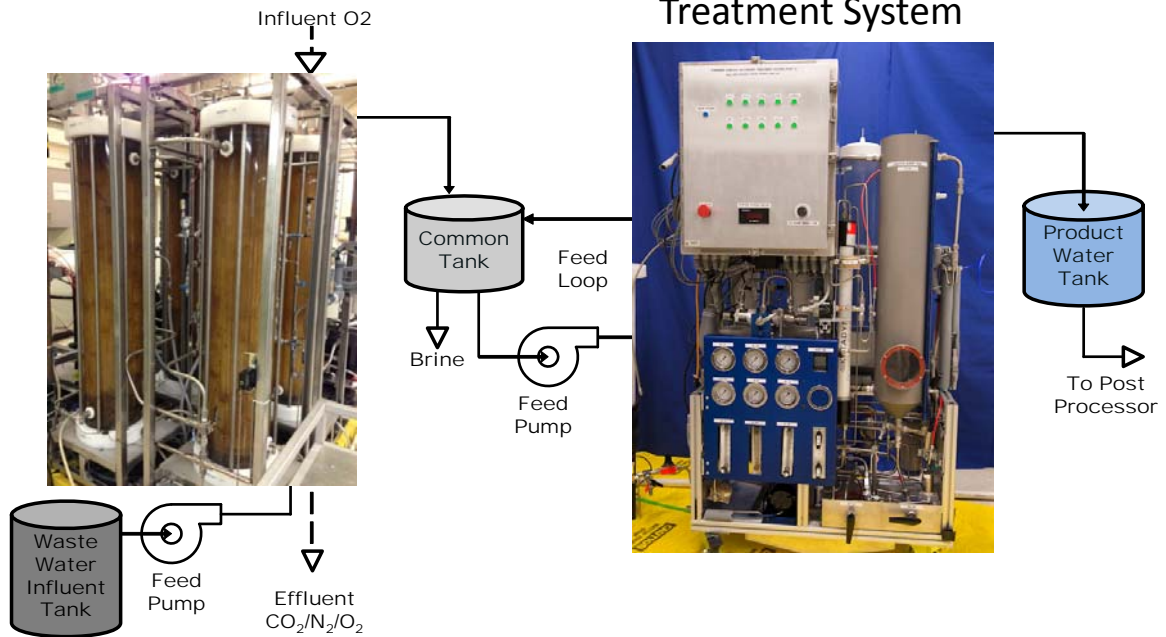 Influent O2
Treatment System
Common
Tank
Feed
Loop
Brine
Feed
Pump
Product
Water
Tank
To Post
Processor
Waste
Water
Influent
Tank
Feed
Pump
Effluent
CO₂/N₂/O₂